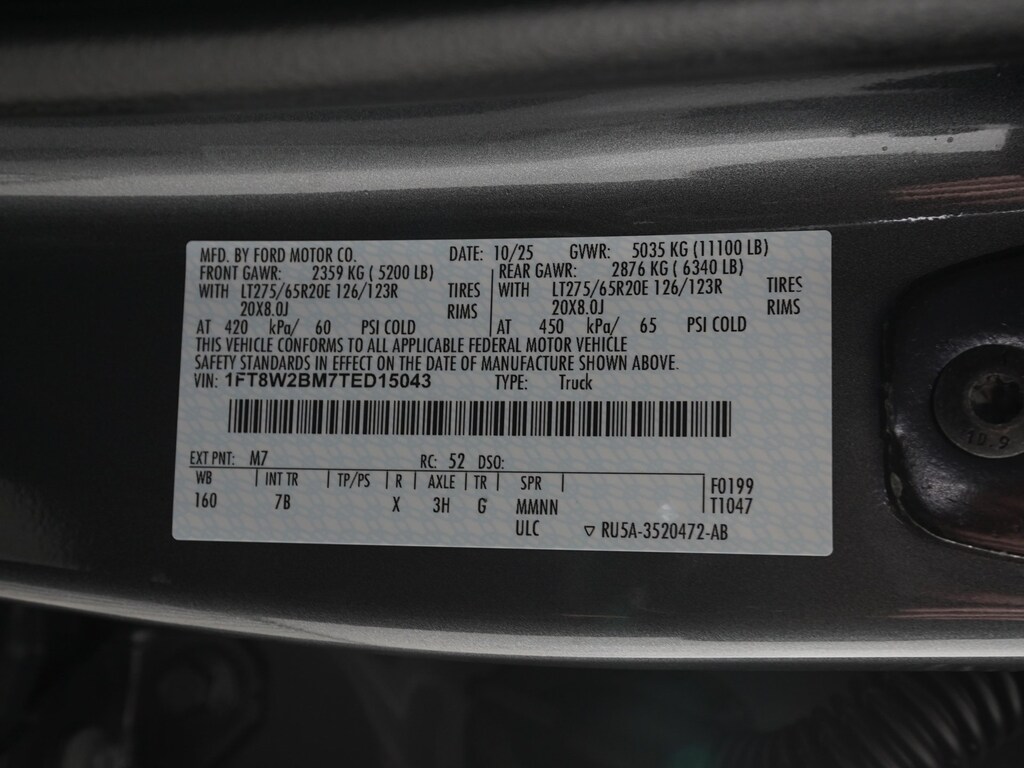 MFD. BY FORD MOTOR CO. DATE: 10/25 GVWR: 5035 KG (11100 LB)
FRONT GAWR: 2359 KG ( 5200 LB) REAR GAWR: 2876 KG ( 6340 LB)
WITH LT275/65R20E 126/123R TIRES WITH LT275/65R20E 126/123R TIRES
20X8.0J RIMS 20X8.0J RIMS
AT 420 kPa/ 60 PSI COLD AT 450 kPa/ 65 PSI COLD
THIS VEHICLE CONFORMS TO ALL APPLICABLE FEDERAL MOTOR VEHICLE
SAFETY STANDARDS IN EFFECT ON THE DATE OF MANUFACTURE SHOWN ABOVE.
VIN: 1FT8W2BM7TED15043 TYPE: Truck
EXT PNT: M7 RC: 52 DSO:
WB INT TR TP/PS R AXLE TR SPR F0199
160 7B X 3H G MMNN T1047
ULC ▽ RU5A-3520472-AB
10.9